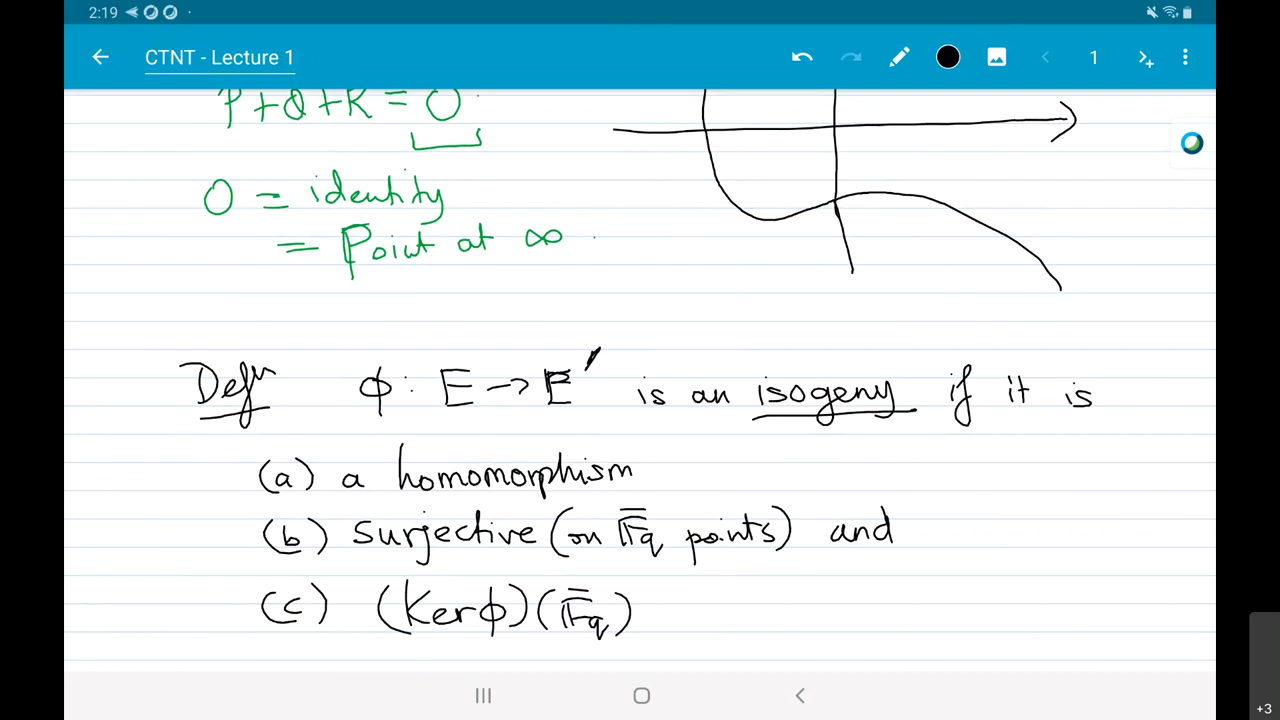 2:19
CTNT - Lecture 1
1
P+Q+R = O
O = identity
= Point at ∞
Defn ϕ: E → E' is an isogeny if it is
(a) a homomorphism
(b) surjective (on F̄q points) and
(c) (Ker ϕ)(F̄q)
+3